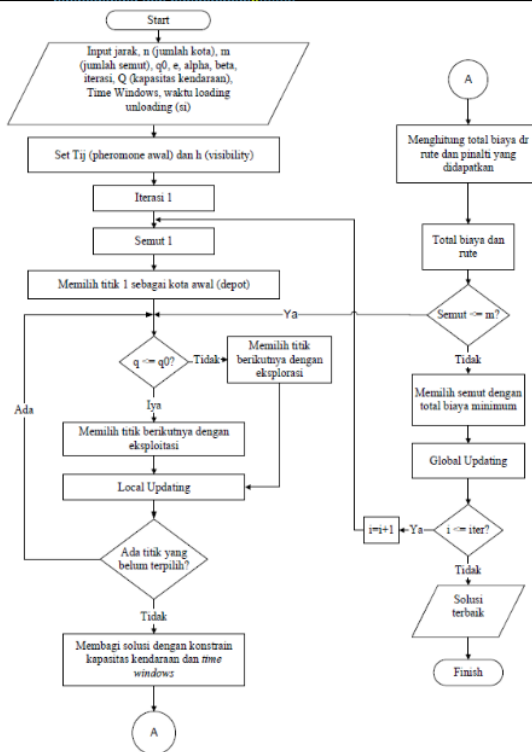 Start
Input jarak, n (jumlah kota), m
(jumlah semut), q0, e, alpha, beta,
iterasi, Q (kapasitas kendaraan),
Time Windows, waktu loading
unloading (si)
Set Tij (pheromone awal) dan h (visibility)
Iterasi 1
Semut 1
Memilih titik 1 sebagai kota awal (depot)
q <= q0?
Tidak
Memilih titik
berikutnya dengan
eksplorasi
Iya
Memilih titik berikutnya dengan
eksploitasi
Local Updating
Ada titik yang
belum terpilih?
Ada
Tidak
Membagi solusi dengan konstrain
kapasitas kendaraan dan time
windows
A
A
Menghitung total biaya dr
rute dan pinalti yang
didapatkan
Total biaya dan
rute
Semut <= m?
Ya
Tidak
Memilih semut dengan
total biaya minimum
Global Updating
i <= iter?
Ya
i=i+1
Tidak
Solusi
terbaik
Finish